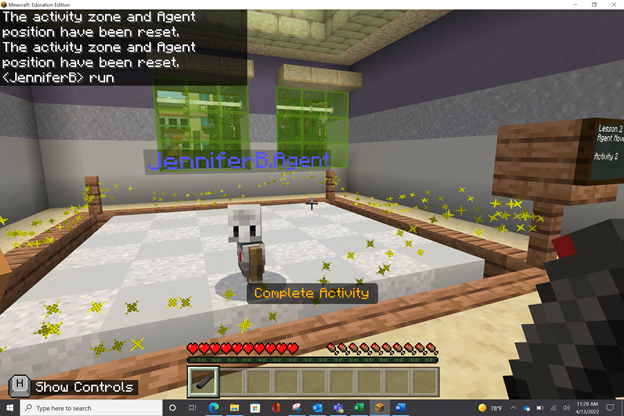 Minecraft: Education Edition
The activity zone and Agent
position have been reset.
The activity zone and Agent
position have been reset.
<JenniferB> run
JenniferB.Agent
Lesson 2
Agent Move
Activity 2
Complete Activity
H Show Controls
Type here to search
78°F
11:29 AM
4/13/2022